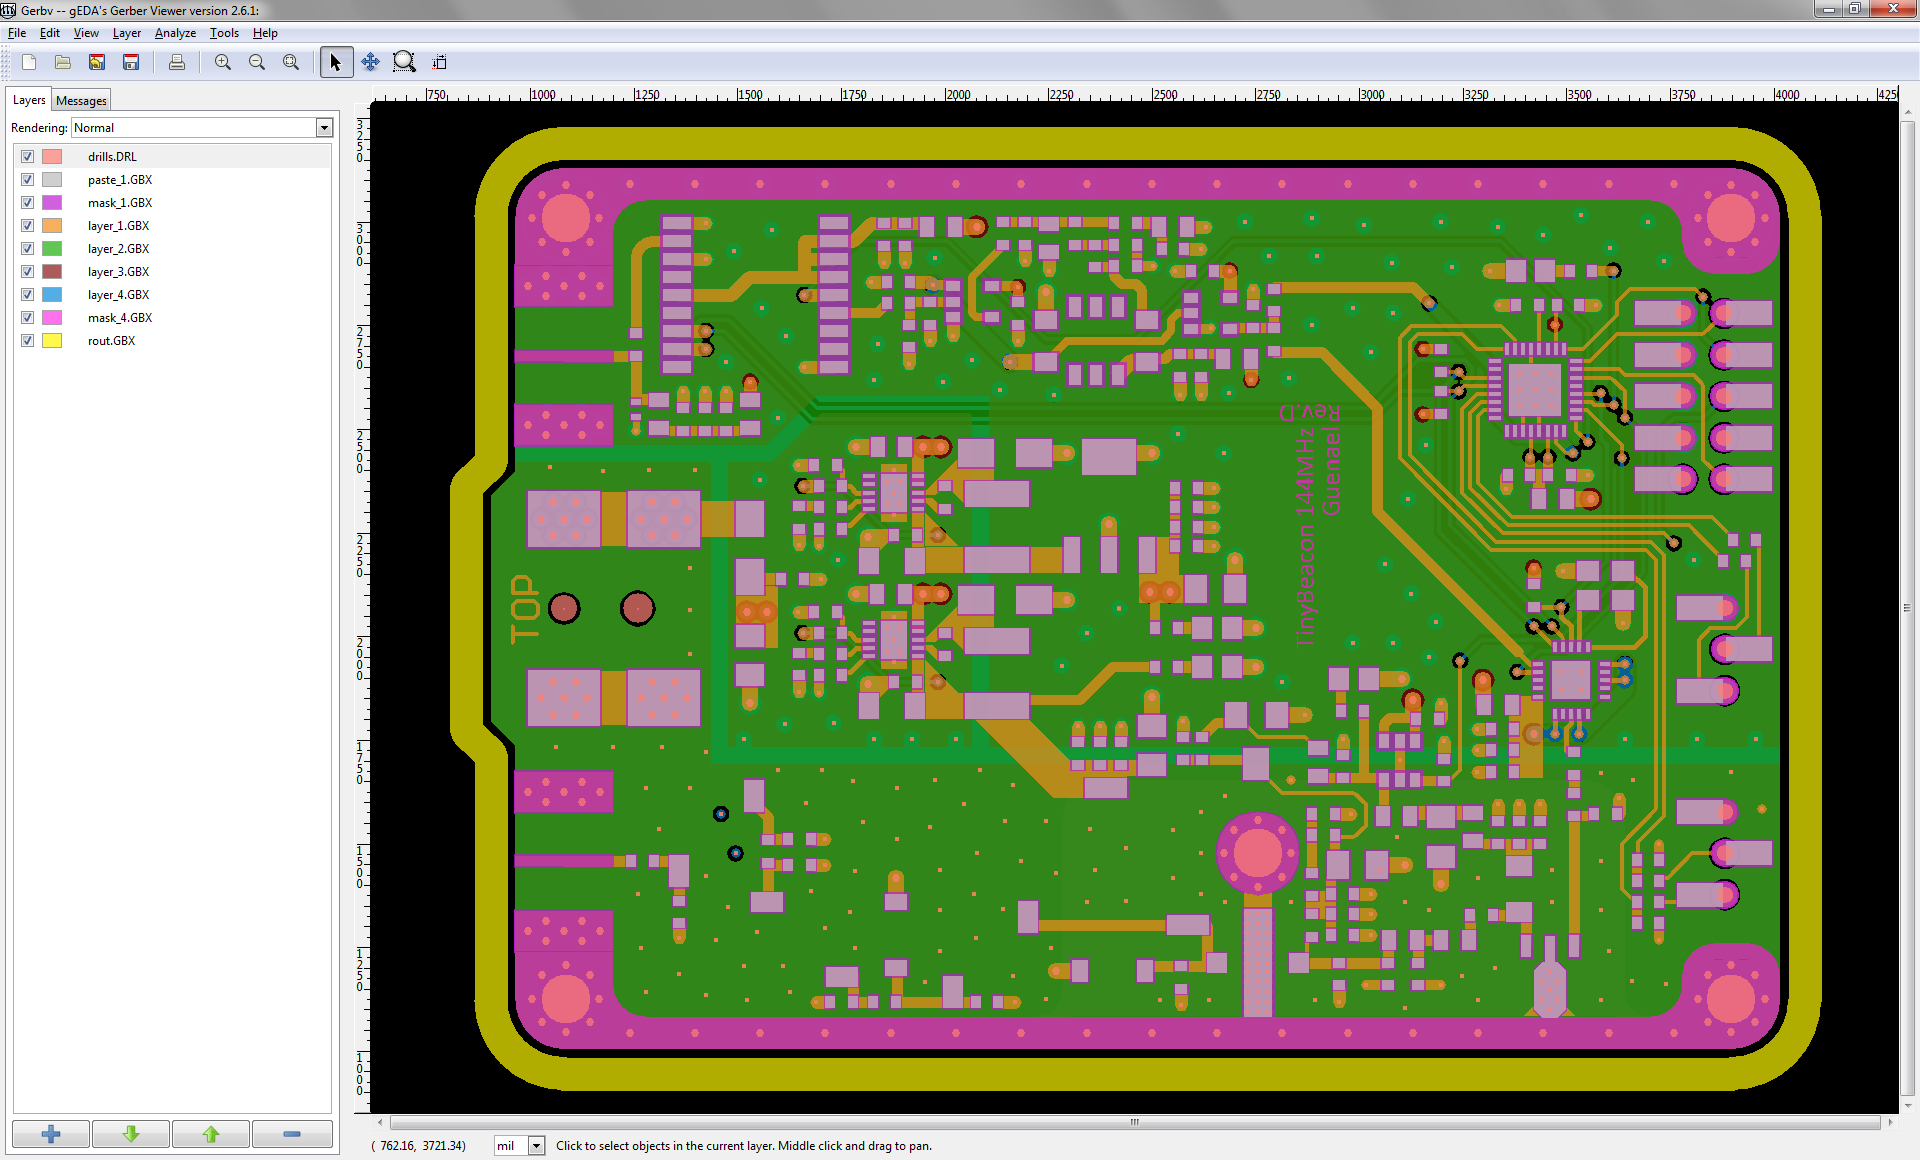 Gerbv -- gEDA's Gerber Viewer version 2.6.1:
File Edit View Layer Analyze Tools Help
Layers Messages
Rendering: Normal
drills.DRL
paste_1.GBX
mask_1.GBX
layer_1.GBX
layer_2.GBX
layer_3.GBX
layer_4.GBX
mask_4.GBX
rout.GBX
750 1000 1250 1500 1750 2000 2250 2500 2750 3000 3250 3500 3750 4000 4250
3250
3000
2750
2500
2250
2000
1750
1500
1250
1000
TOP
TinyBeacon 144MHz Rev.D
Guenael
( 762.16, 3721.34) mil Click to select objects in the current layer. Middle click and drag to pan.